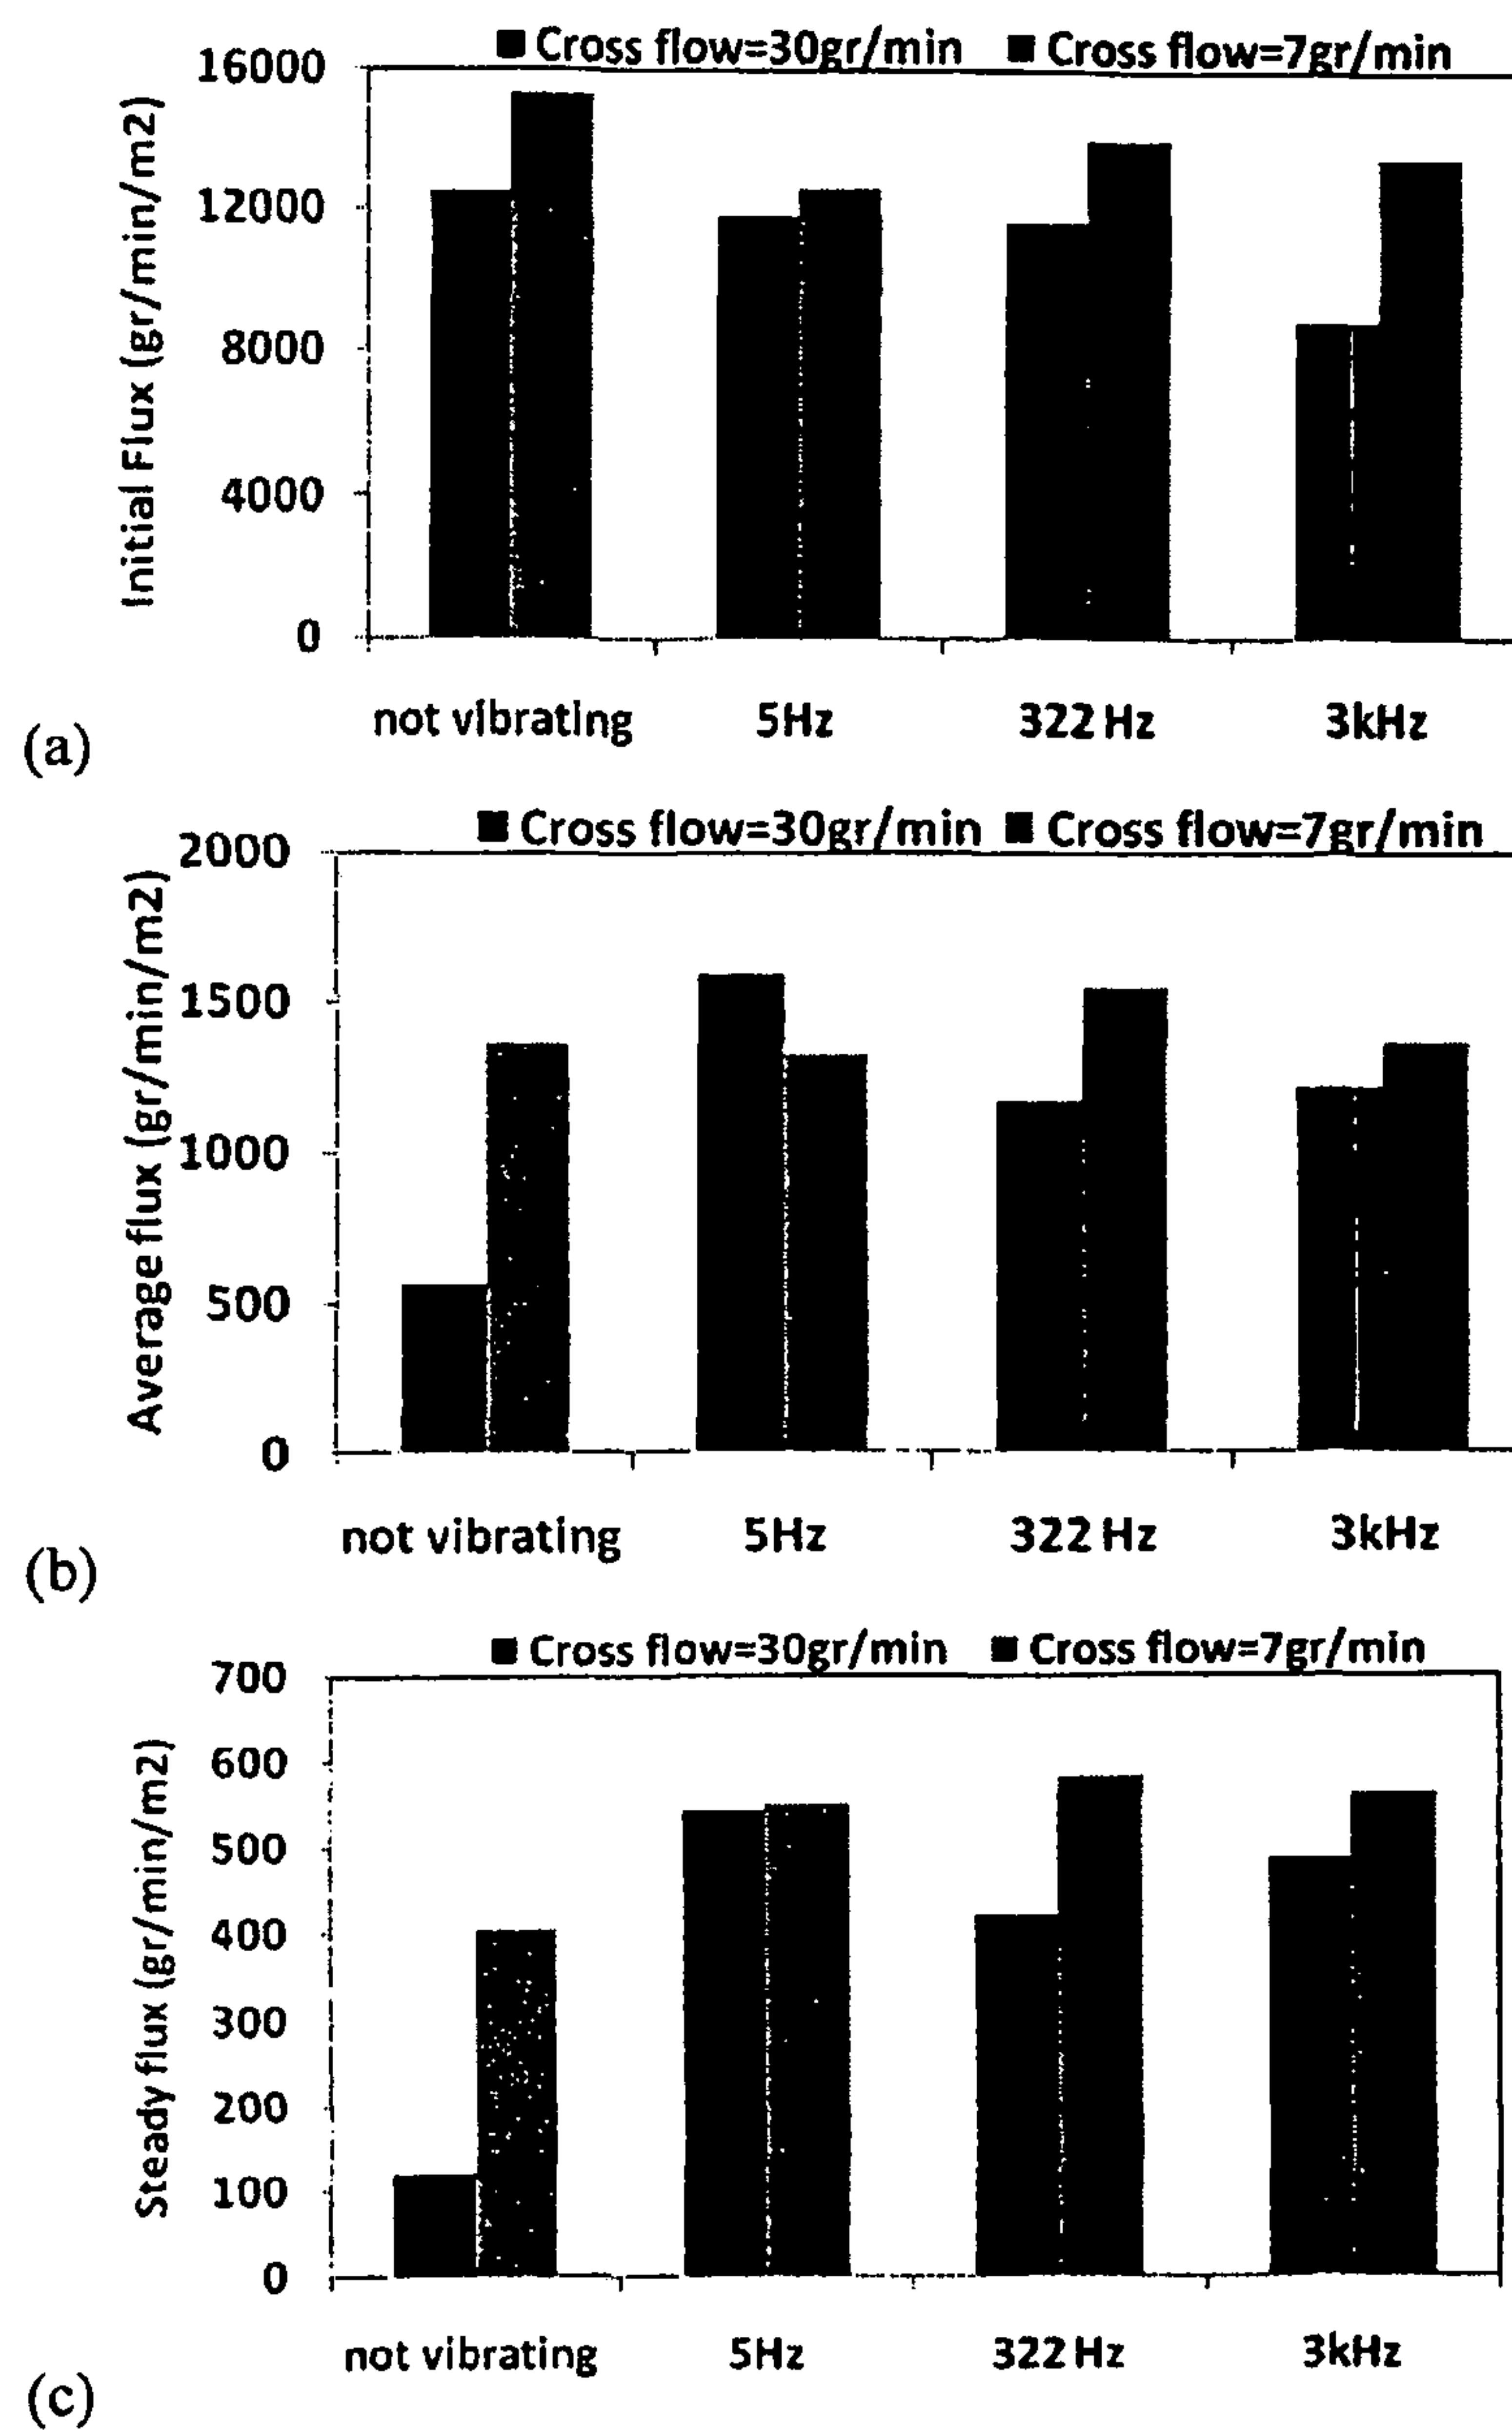 Cross flow=30gr/min Cross flow=7gr/min
16000
12000
8000
4000
0
Initial Flux (gr/min/m2)
not vibrating 5Hz 322 Hz 3kHz
(a)
Cross flow=30gr/min Cross flow=7gr/min
2000
1500
1000
500
0
Average flux (gr/min/m2)
not vibrating 5Hz 322 Hz 3kHz
(b)
Cross flow=30gr/min Cross flow=7gr/min
700
600
500
400
300
200
100
0
Steady flux (gr/min/m2)
not vibrating 5Hz 322 Hz 3kHz
(c)